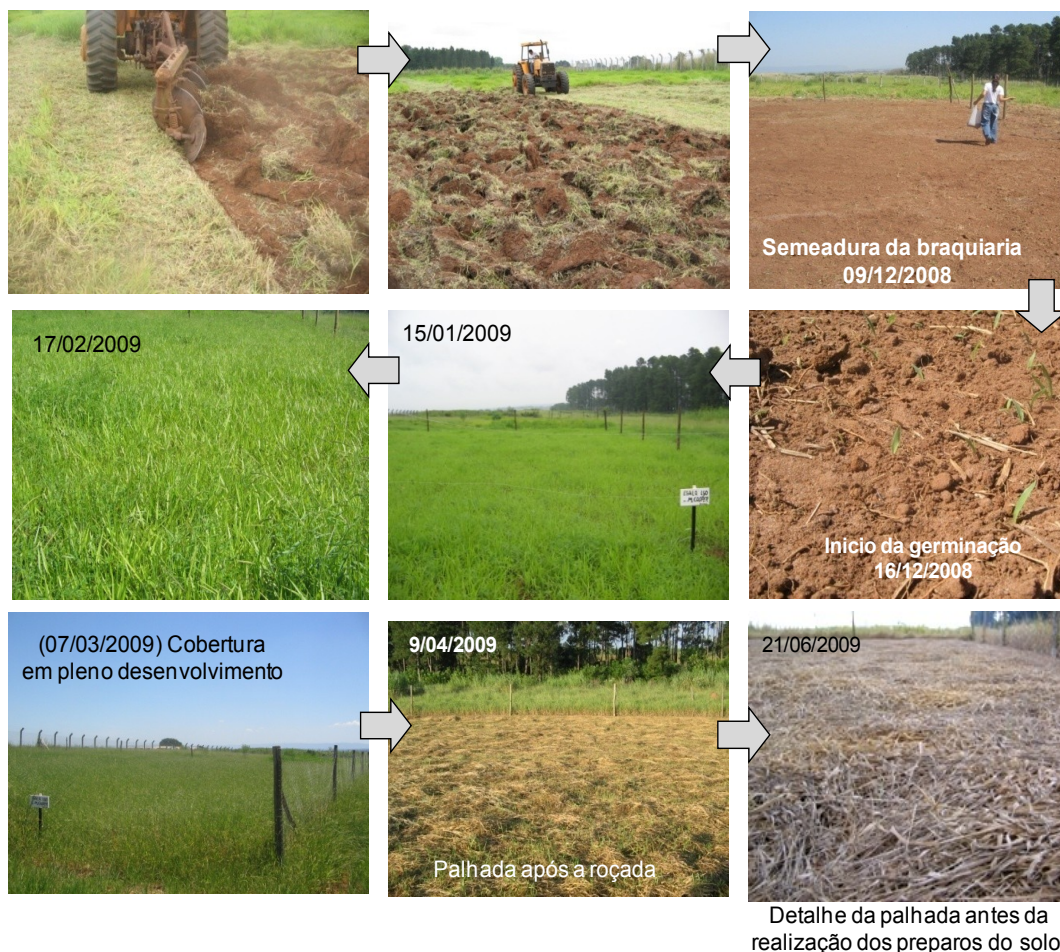 Semeadura da braquiaria
09/12/2008
17/02/2009
15/01/2009
Inicio da germinação
16/12/2008
(07/03/2009) Cobertura
em pleno desenvolvimento
9/04/2009
Palhada após a roçada
21/06/2009
Detalhe da palhada antes da
realização dos preparos do solo